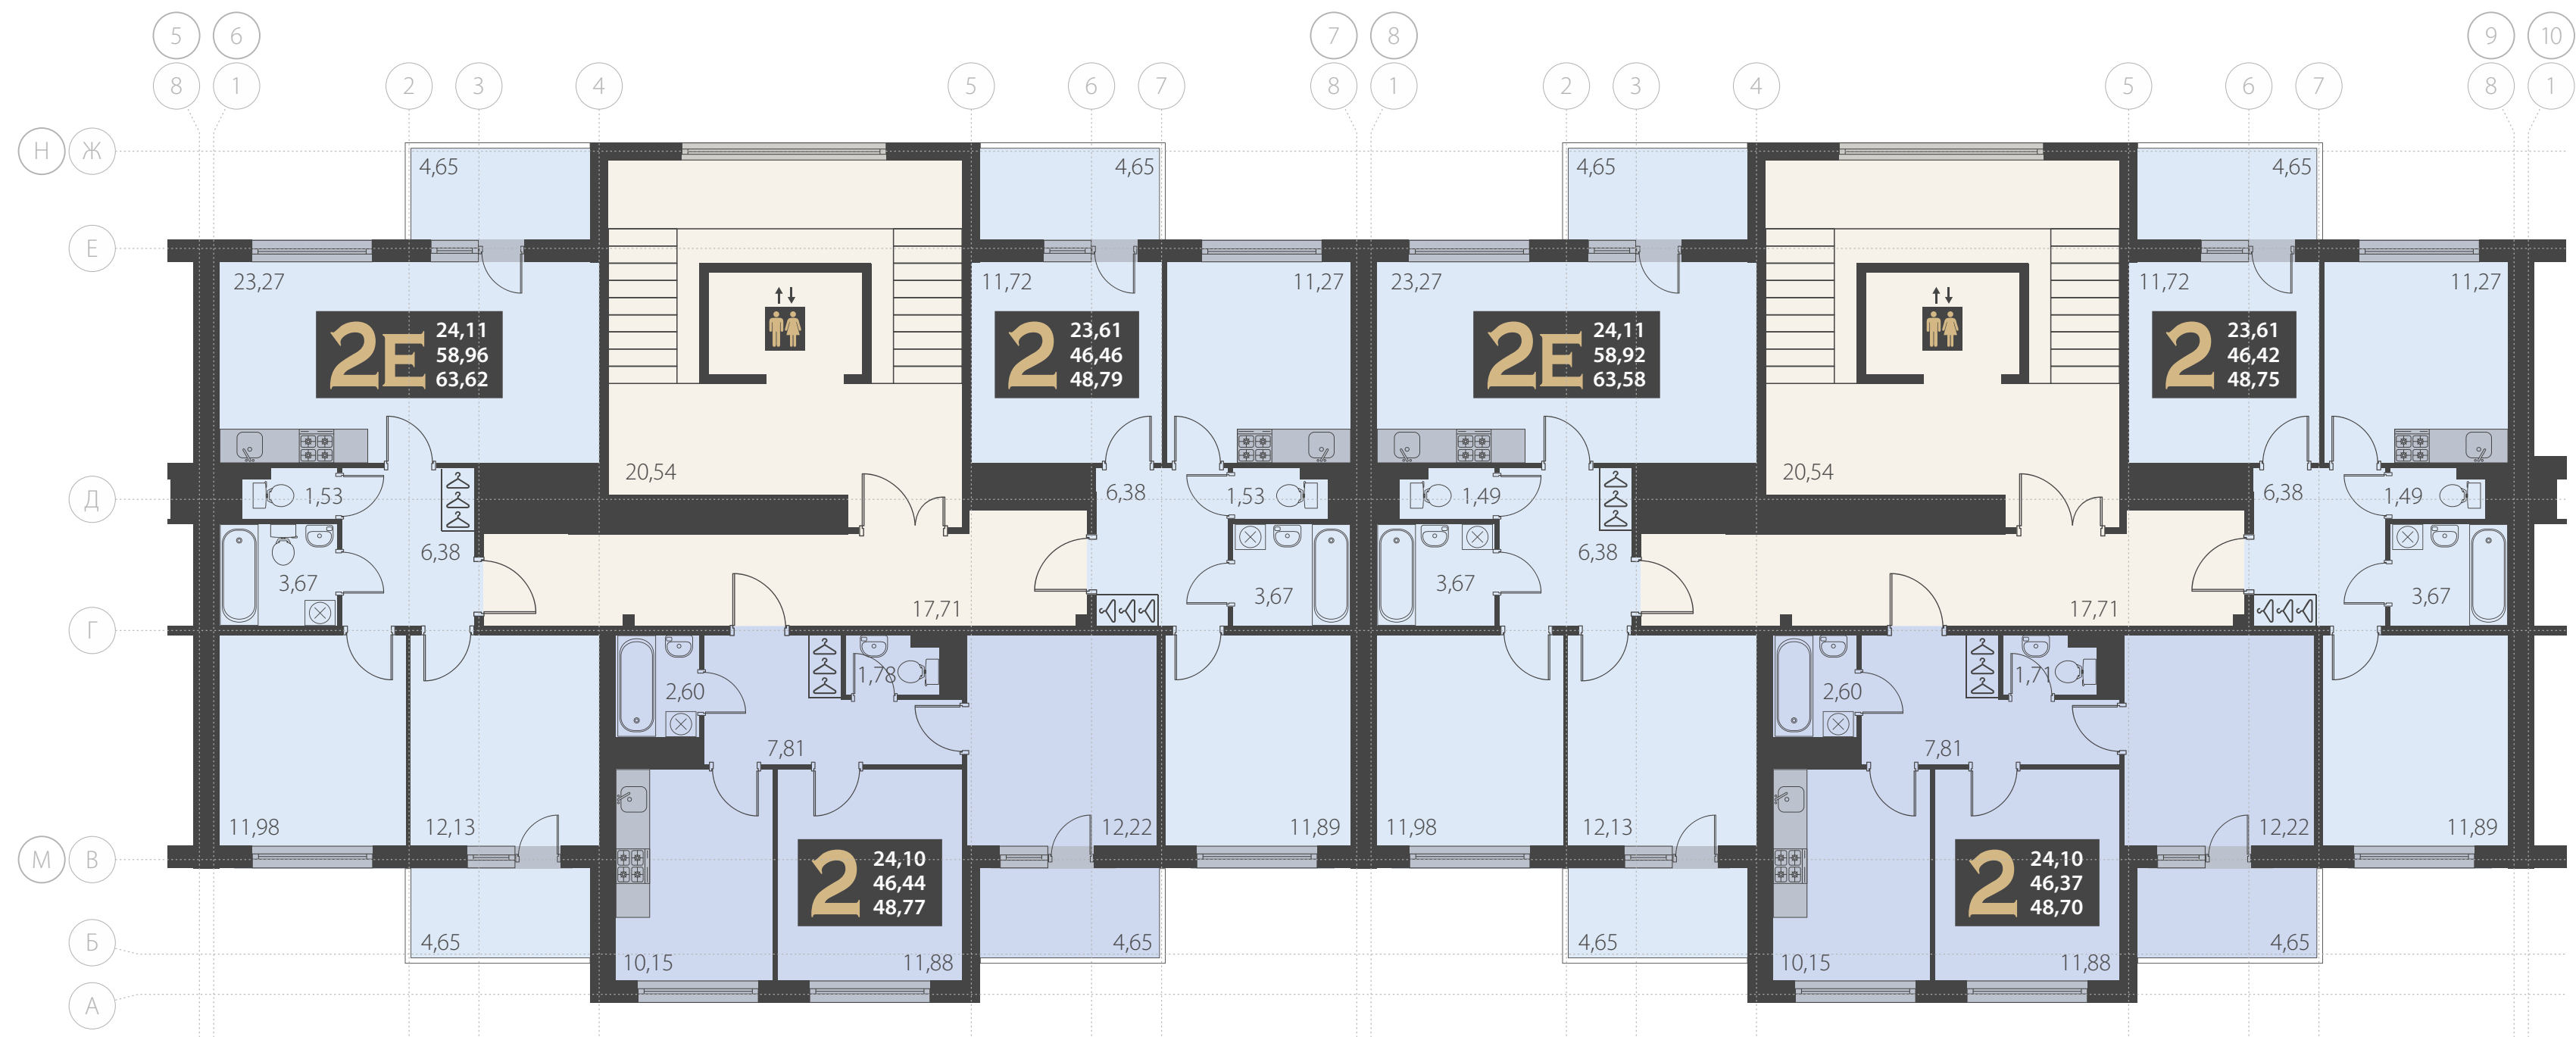 5 6 7 8 9 10
8 1 2 3 4 5 6 7 8 1 2 3 4 5 6 7 8 1
Н Ж
4,65 4,65 4,65 4,65
Е
23,27 11,72 11,27 23,27 11,72 11,27
2Е 24,11 58,96 63,62
2 23,61 46,46 48,79
2Е 24,11 58,92 63,58
2 23,61 46,42 48,75
20,54 20,54
Д
1,53 6,38 1,53 1,49 6,38 1,49
6,38 6,38
3,67 3,67 3,67 3,67
17,71 17,71
Г
2,60 1,78 2,60 1,71
7,81 7,81
11,98 12,13 12,22 11,89 11,98 12,13 12,22 11,89
М В
2 24,10 46,44 48,77
2 24,10 46,37 48,70
Б
4,65 4,65 4,65 4,65
10,15 11,88 10,15 11,88
А